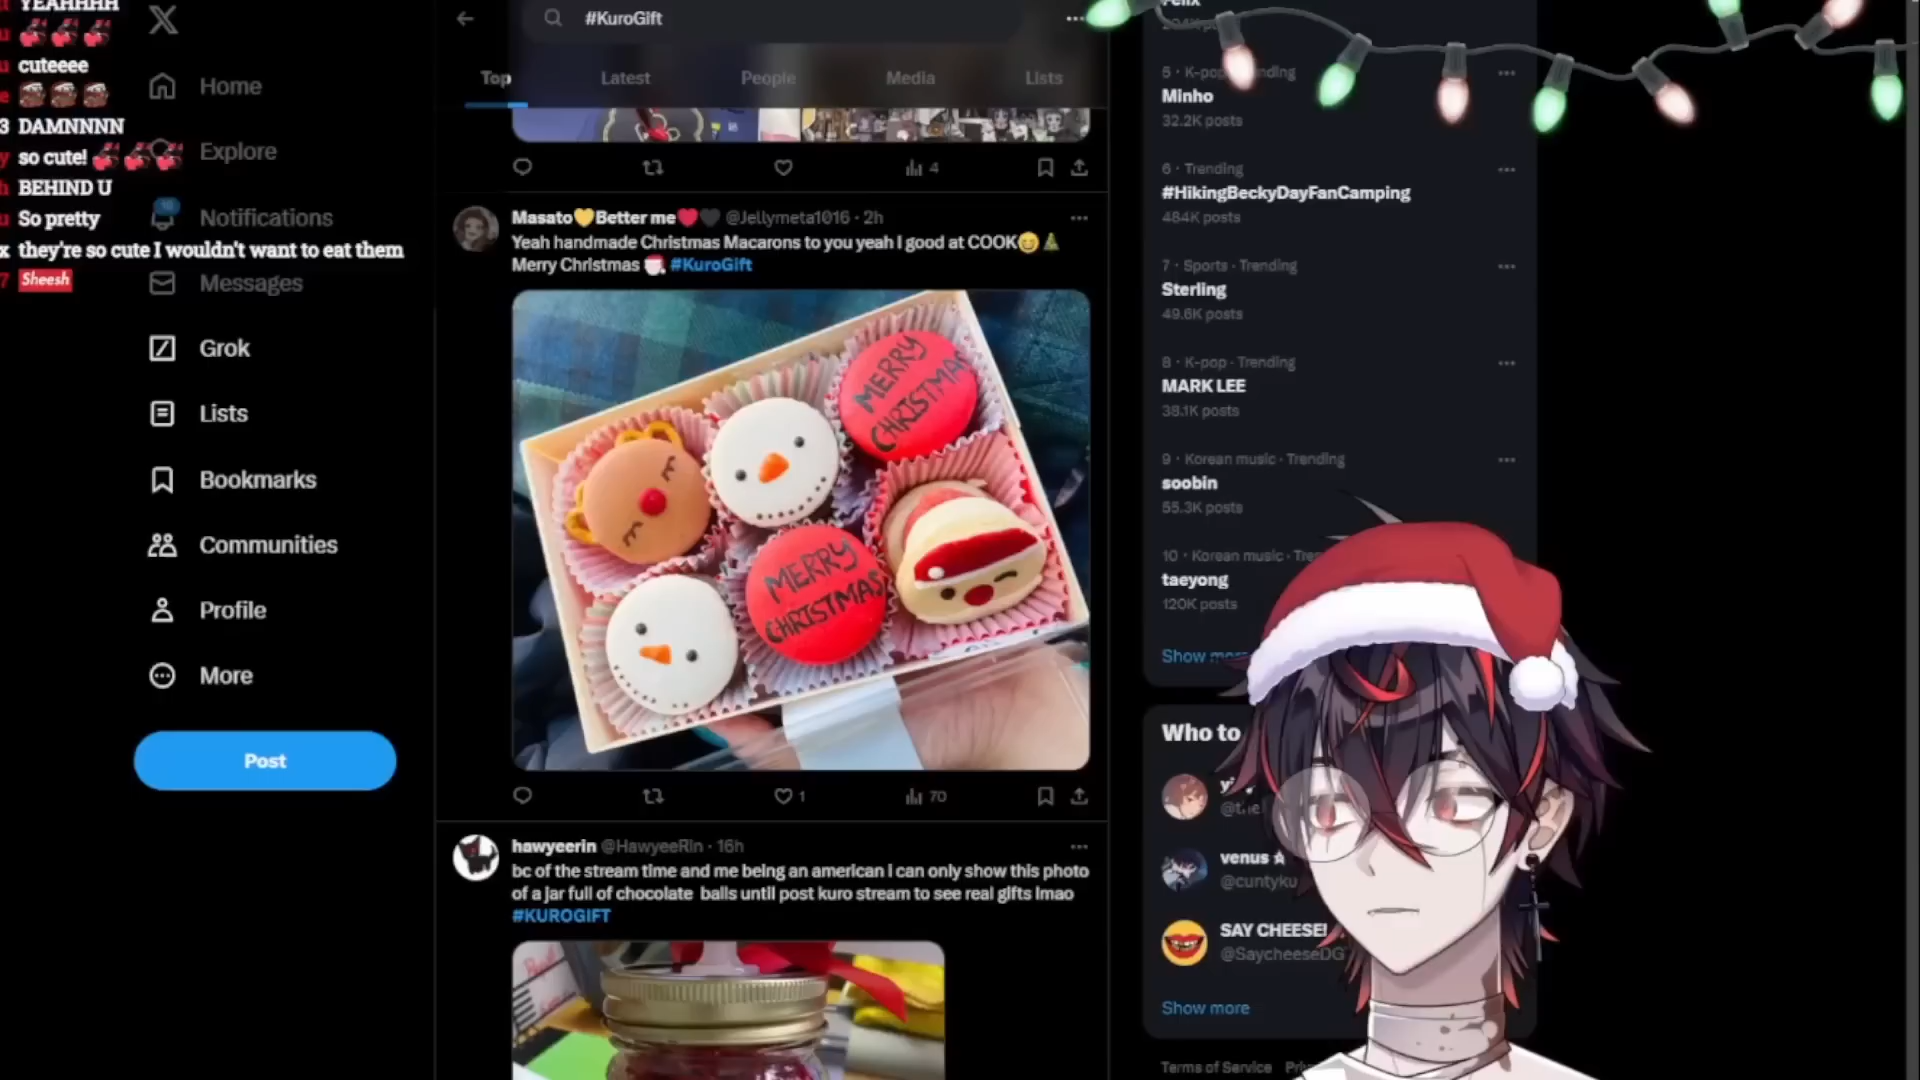 YEAHHHH
cuteeee
DAMNNNN
so cute!
BEHIND U
So pretty
they're so cute I wouldn't want to eat them
Sheesh
Home
Explore
Notifications
Messages
Grok
Lists
Bookmarks
Communities
Profile
More
Post
#KuroGift
Top
Latest
People
Media
Lists
4
Masato💛Better me❤️🖤 @Jellymeta1016 · 2h
Yeah handmade Christmas Macarons to you yeah I good at COOK😄🎄
Merry Christmas 🎅 #KuroGift
MERRY
CHRISTMAS
MERRY
CHRISTMAS
1
70
hawyeerin @HawyeeRin · 16h
bc of the stream time and me being an american i can only show this photo
of a jar full of chocolate balls until post kuro stream to see real gifts lmao
#KUROGIFT
Felix
5 · K-pop
Minho
32.2K posts
6 · Trending
#HikingBeckyDayFanCamping
484K posts
7 · Sports · Trending
Sterling
49.6K posts
8 · K-pop · Trending
MARK LEE
38.1K posts
9 · Korean music · Trending
soobin
55.3K posts
10 · Korean music ·
taeyong
120K posts
Show more
Who to
venus
@cuntyku
SAY CHEESE!
@SaycheeseDG
Show more
Terms of Service